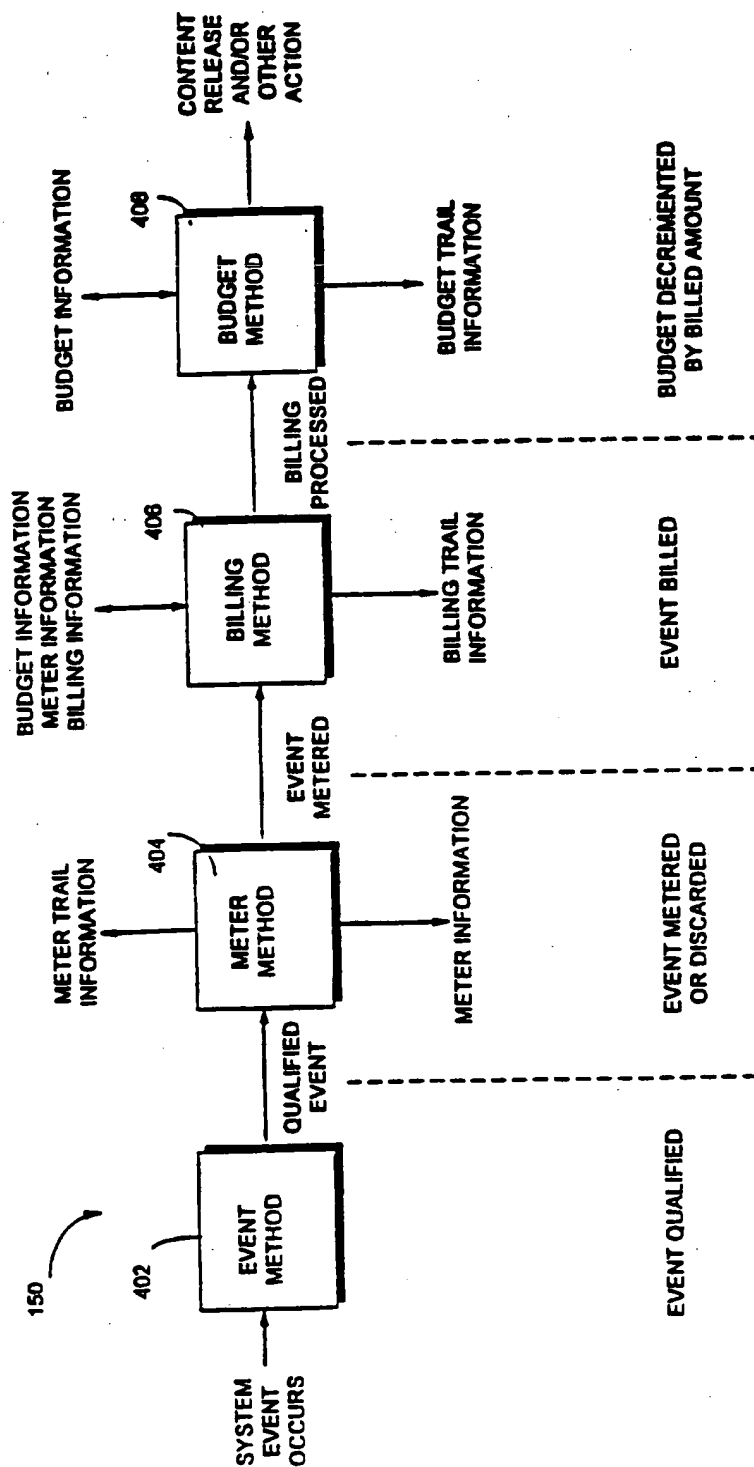 150
SYSTEM
EVENT
OCCURS
402
EVENT
METHOD
QUALIFIED
EVENT
EVENT QUALIFIED
METER TRAIL
INFORMATION
404
METER
METHOD
EVENT
METERED
METER INFORMATION
EVENT METERED
OR DISCARDED
BUDGET INFORMATION
METER INFORMATION
BILLING INFORMATION
406
BILLING
METHOD
BILLING
PROCESSED
BILLING TRAIL
INFORMATION
EVENT BILLED
BUDGET INFORMATION
408
BUDGET
METHOD
CONTENT
RELEASE
AND/OR
OTHER
ACTION
BUDGET TRAIL
INFORMATION
BUDGET DECREMENTED
BY BILLED AMOUNT